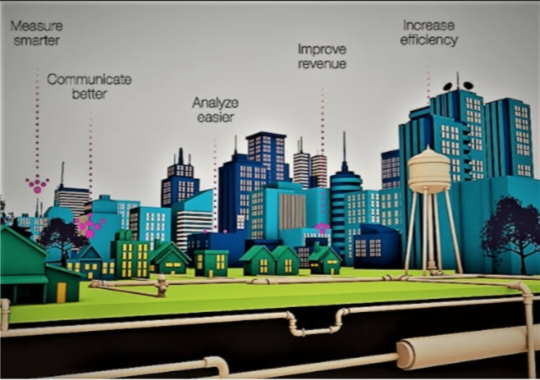 Measure
smarter
Communicate
better
Analyze
easier
Improve
revenue
Increase
efficiency